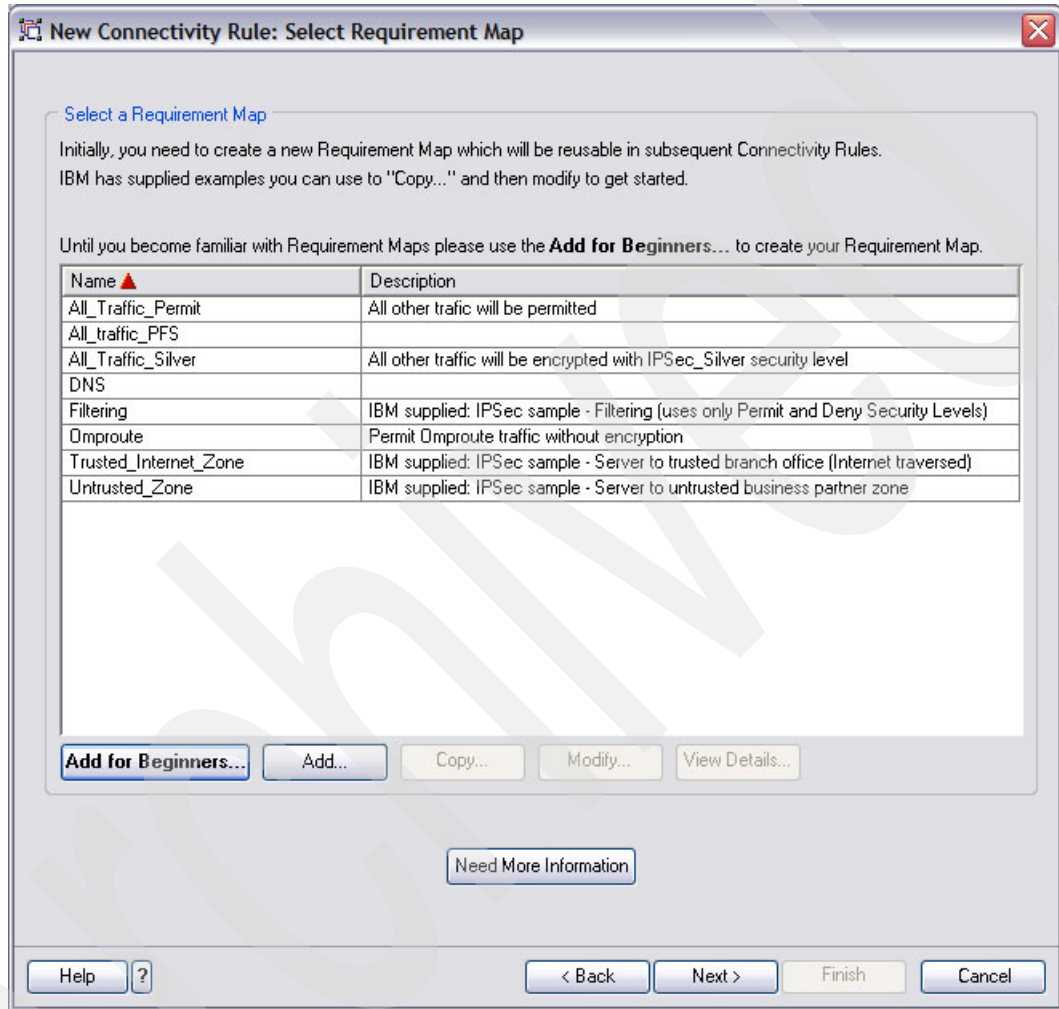 New Connectivity Rule: Select Requirement Map
Select a Requirement Map
Initially, you need to create a new Requirement Map which will be reusable in subsequent Connectivity Rules.
IBM has supplied examples you can use to "Copy..." and then modify to get started.
Until you become familiar with Requirement Maps please use the Add for Beginners... to create your Requirement Map.
Name Description
All_Traffic_Permit All other trafic will be permitted
All_traffic_PFS
All_Traffic_Silver All other traffic will be encrypted with IPSec_Silver security level
DNS
Filtering IBM supplied: IPSec sample - Filtering (uses only Permit and Deny Security Levels)
Omproute Permit Omproute traffic without encryption
Trusted_Internet_Zone IBM supplied: IPSec sample - Server to trusted branch office (Internet traversed)
Untrusted_Zone IBM supplied: IPSec sample - Server to untrusted business partner zone
Add for Beginners... Add... Copy... Modify... View Details...
Need More Information
Help ? < Back Next > Finish Cancel